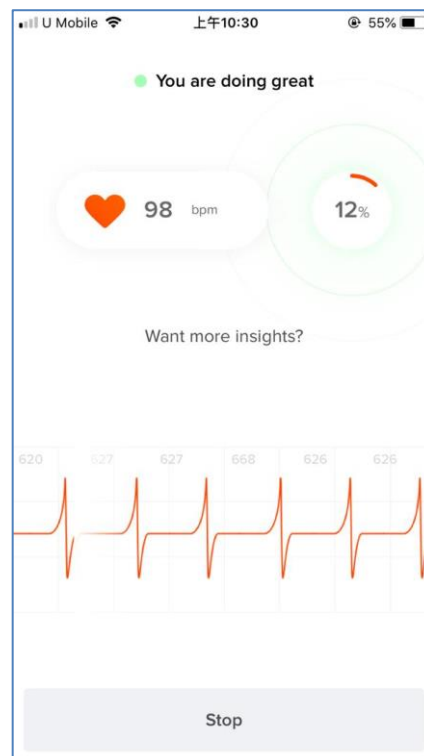 U Mobile 上午10:30 55%
You are doing great
98 bpm 12%
Want more insights?
620 627 627 668 626 626
Stop